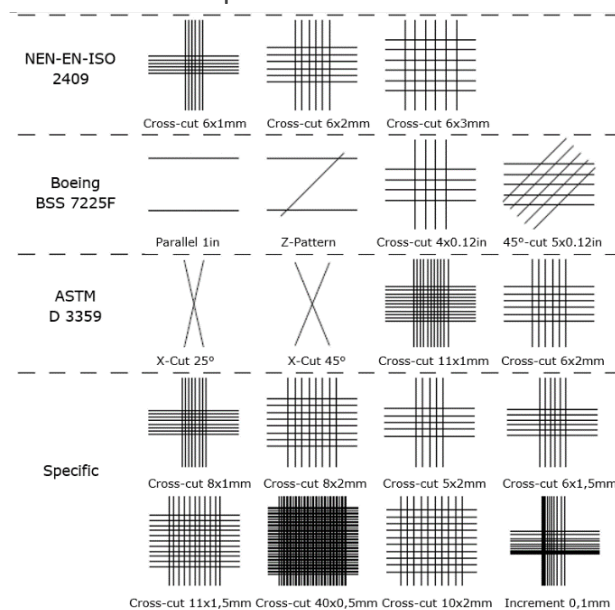 NEN-EN-ISO
2409
Cross-cut 6x1mm
Cross-cut 6x2mm
Cross-cut 6x3mm
Boeing
BSS 7225F
Parallel 1in
Z-Pattern
Cross-cut 4x0.12in
45°-cut 5x0.12in
ASTM
D 3359
X-Cut 25°
X-Cut 45°
Cross-cut 11x1mm
Cross-cut 6x2mm
Specific
Cross-cut 8x1mm
Cross-cut 8x2mm
Cross-cut 5x2mm
Cross-cut 6x1,5mm
Cross-cut 11x1,5mm
Cross-cut 40x0,5mm
Cross-cut 10x2mm
Increment 0,1mm